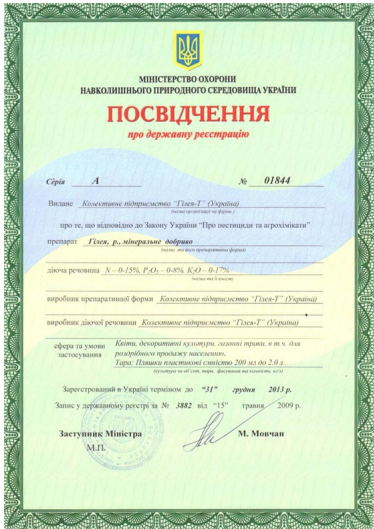 МІНІСТЕРСТВО ОХОРОНИ
НАВКОЛИШНЬОГО ПРИРОДНОГО СЕРЕДОВИЩА УКРАЇНИ
ПОСВІДЧЕННЯ
про державну реєстрацію
Серія А № 01844
Видане Колективне підприємство "Гілея-Т" (Україна)
(назва організації чи фірми)
про те, що відповідно до Закону України "Про пестициди та агрохімікати"
препарат Гілея, р., мінеральне добриво
(назва та його препаративна форма)
діюча речовина N – 0-15%, P₂O₅ – 0-8%, K₂O – 0-17%
виробник препаративної форми Колективне підприємство "Гілея-Т" (Україна)
виробник діючої речовини Колективне підприємство "Гілея-Т" (Україна)
сфера та умови Квіти, декоративні культури, газонні трави, в т.ч. для
застосування роздрібного продажу населенню.
Тара: Пляшки пластикові ємністю 200 мл до 2.0 л.
Зареєстрований в Україні терміном до "31" грудня 2013 р.
Запис у державному реєстрі за № 3882 від "15" травня 2009 р.
Заступник Міністра М. Мовчан
М.П.